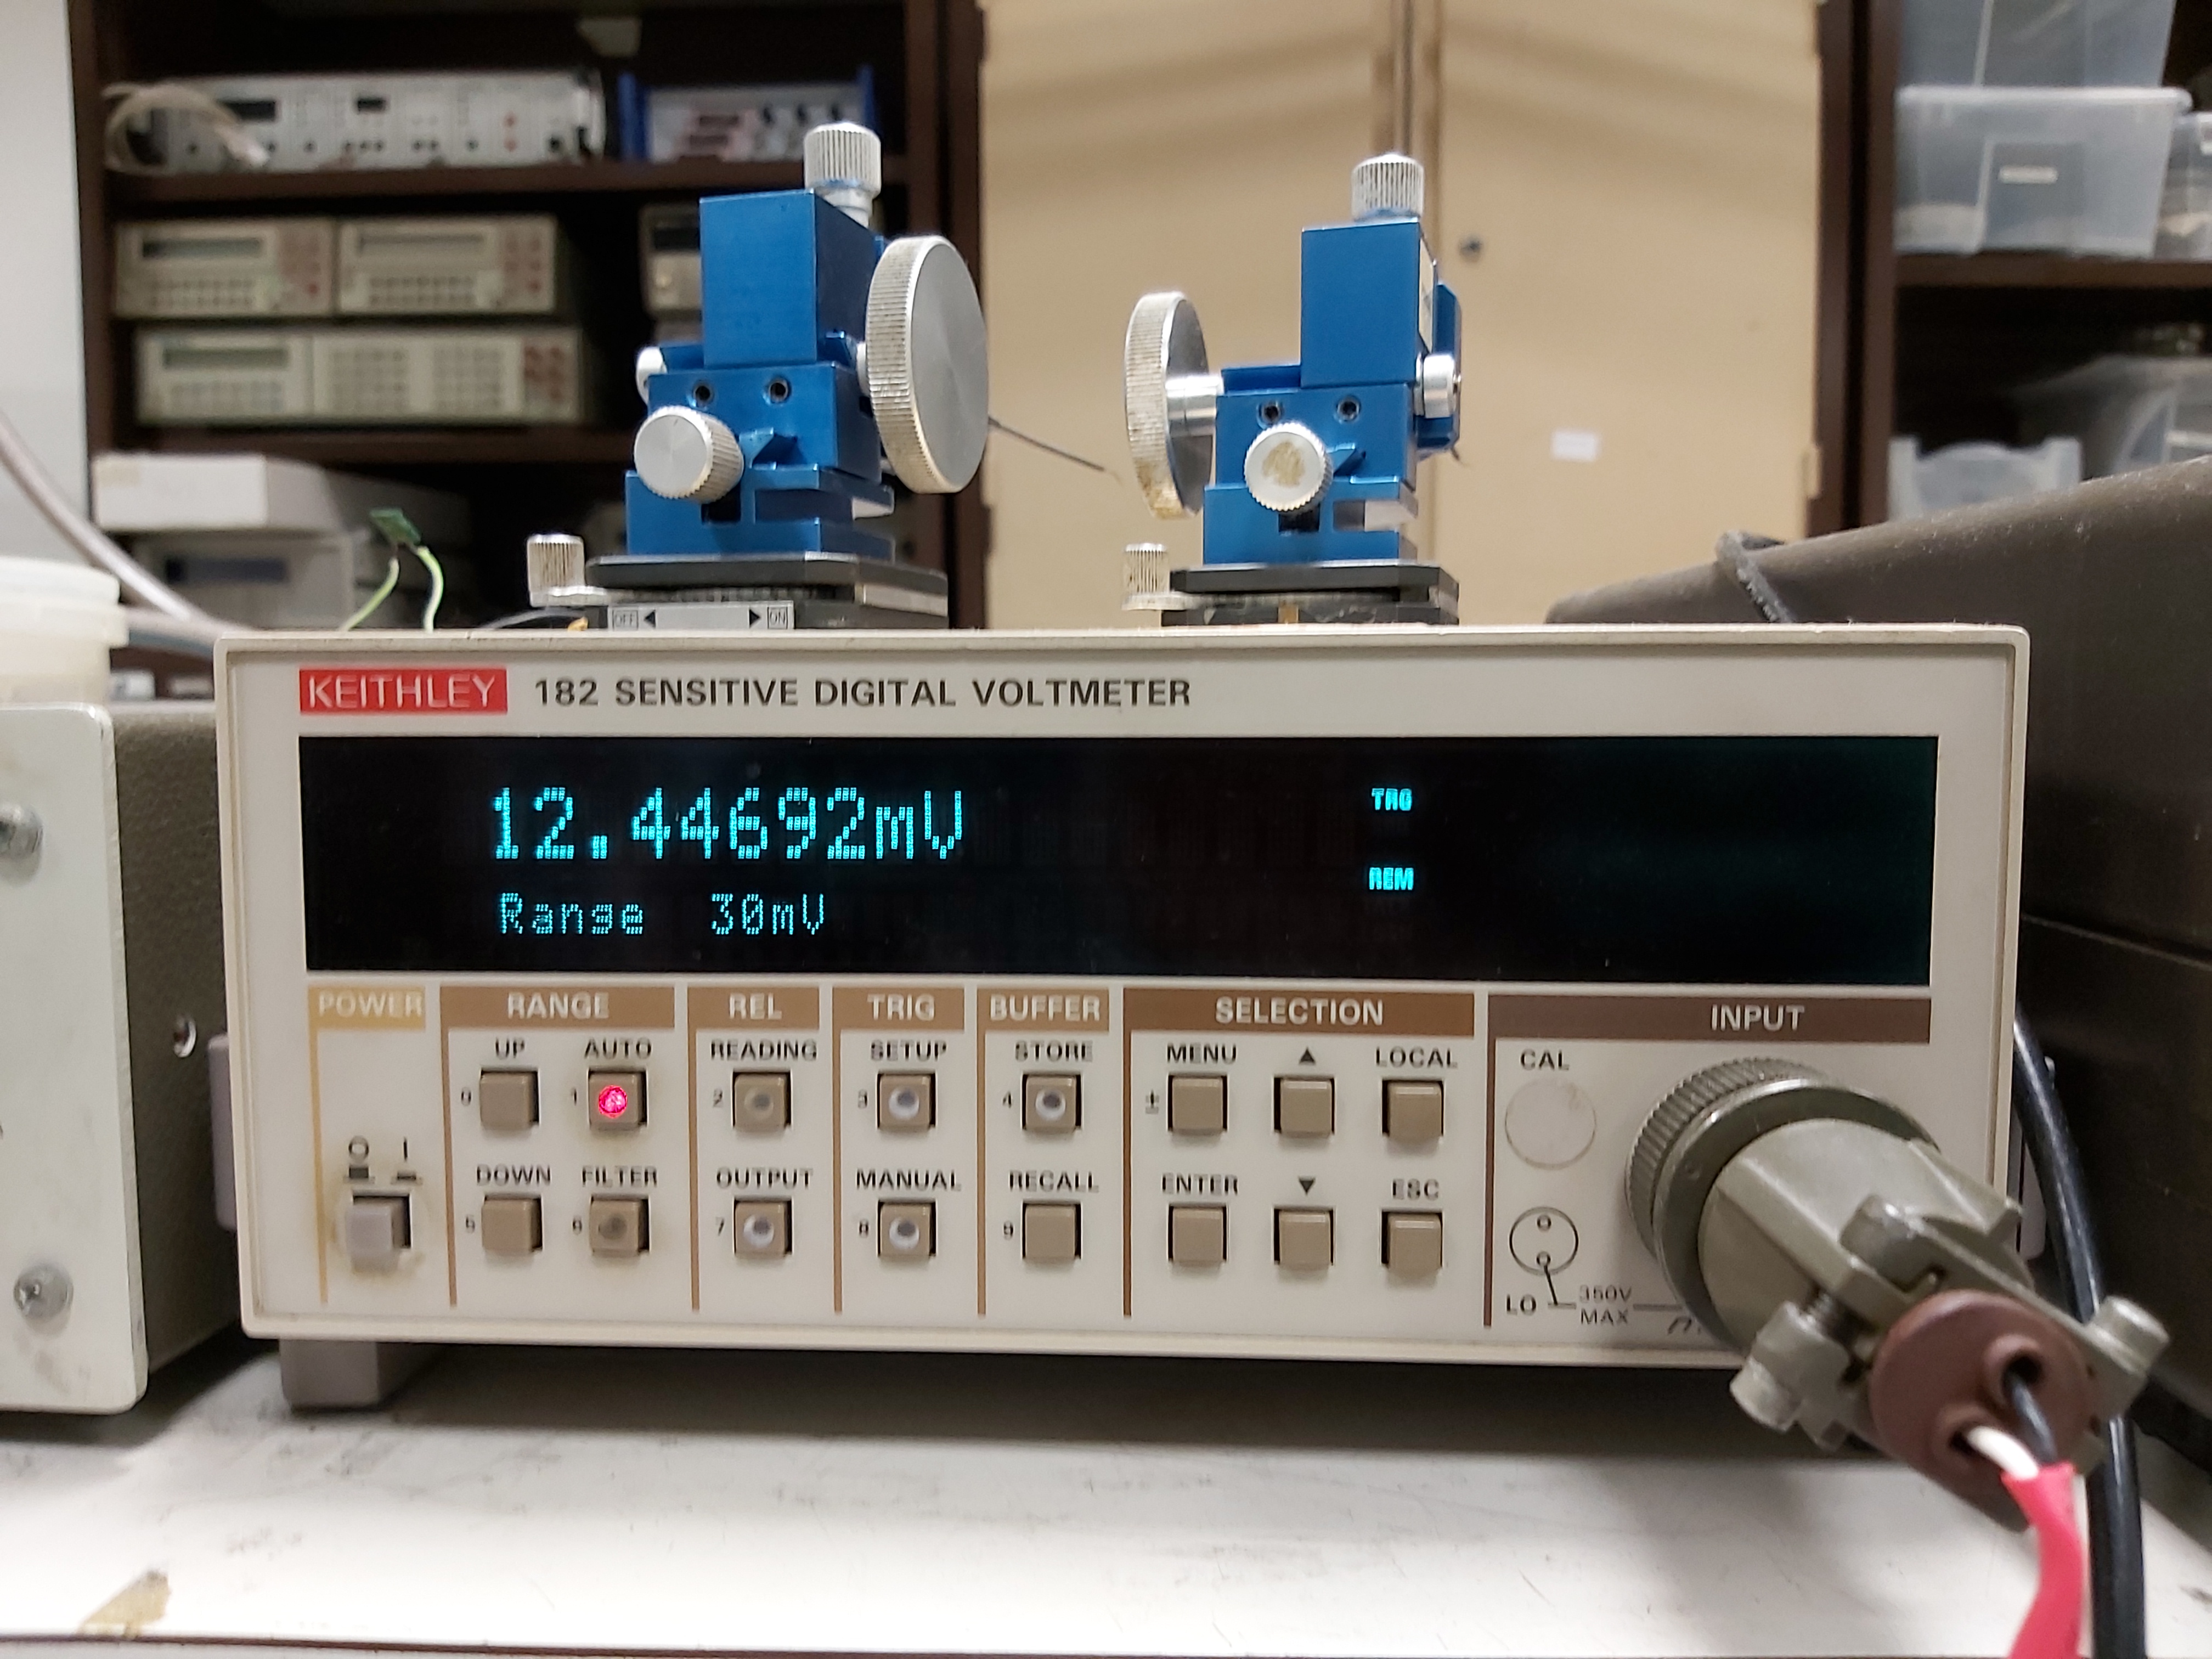 OFF ◀ ▶ ON
KEITHLEY 182 SENSITIVE DIGITAL VOLTMETER
12.44692mV
TRG
REM
Range 30mV
POWER RANGE REL TRIG BUFFER SELECTION INPUT
UP AUTO READING SETUP STORE MENU ▲ LOCAL CAL
0 1 2 3 4 ±
O I
DOWN FILTER OUTPUT MANUAL RECALL ENTER ▼ ESC
5 6 7 8 9
LO 350V
MAX